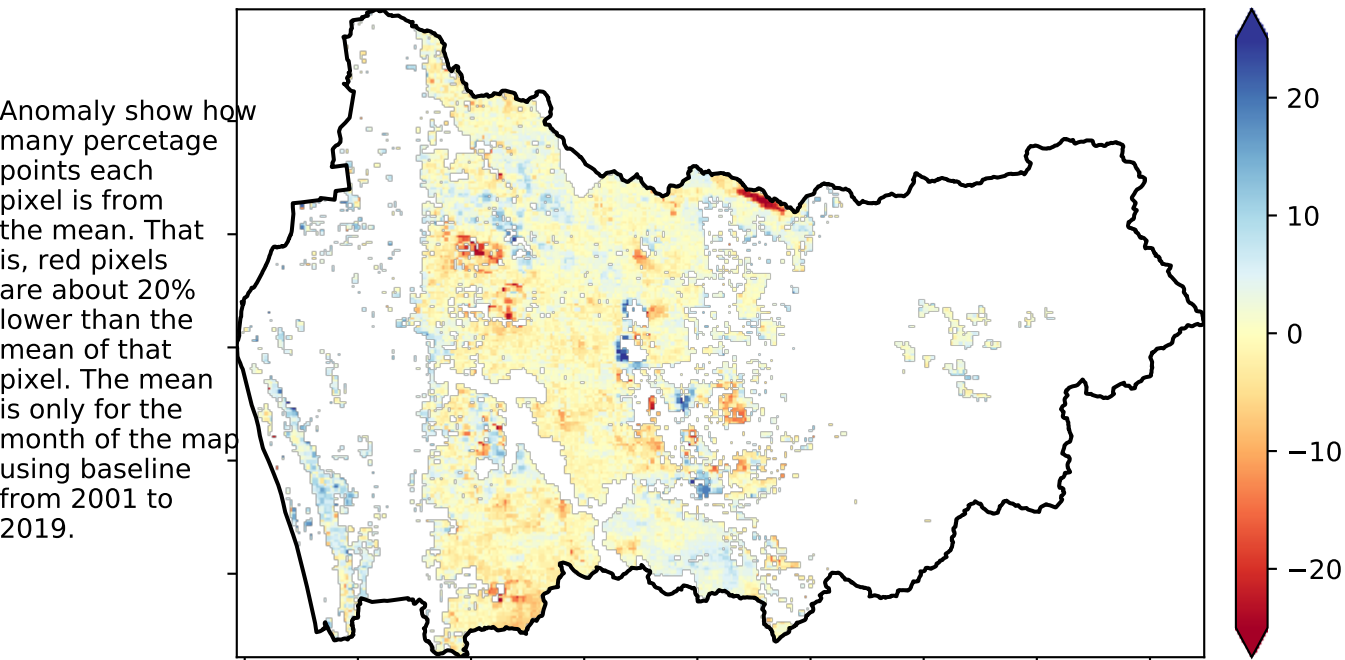 Anomaly show how
many percetage
points each
pixel is from
the mean. That
is, red pixels
are about 20%
lower than the
mean of that
pixel. The mean
is only for the
month of the map
using baseline
from 2001 to
2019.
20
10
0
−10
−20